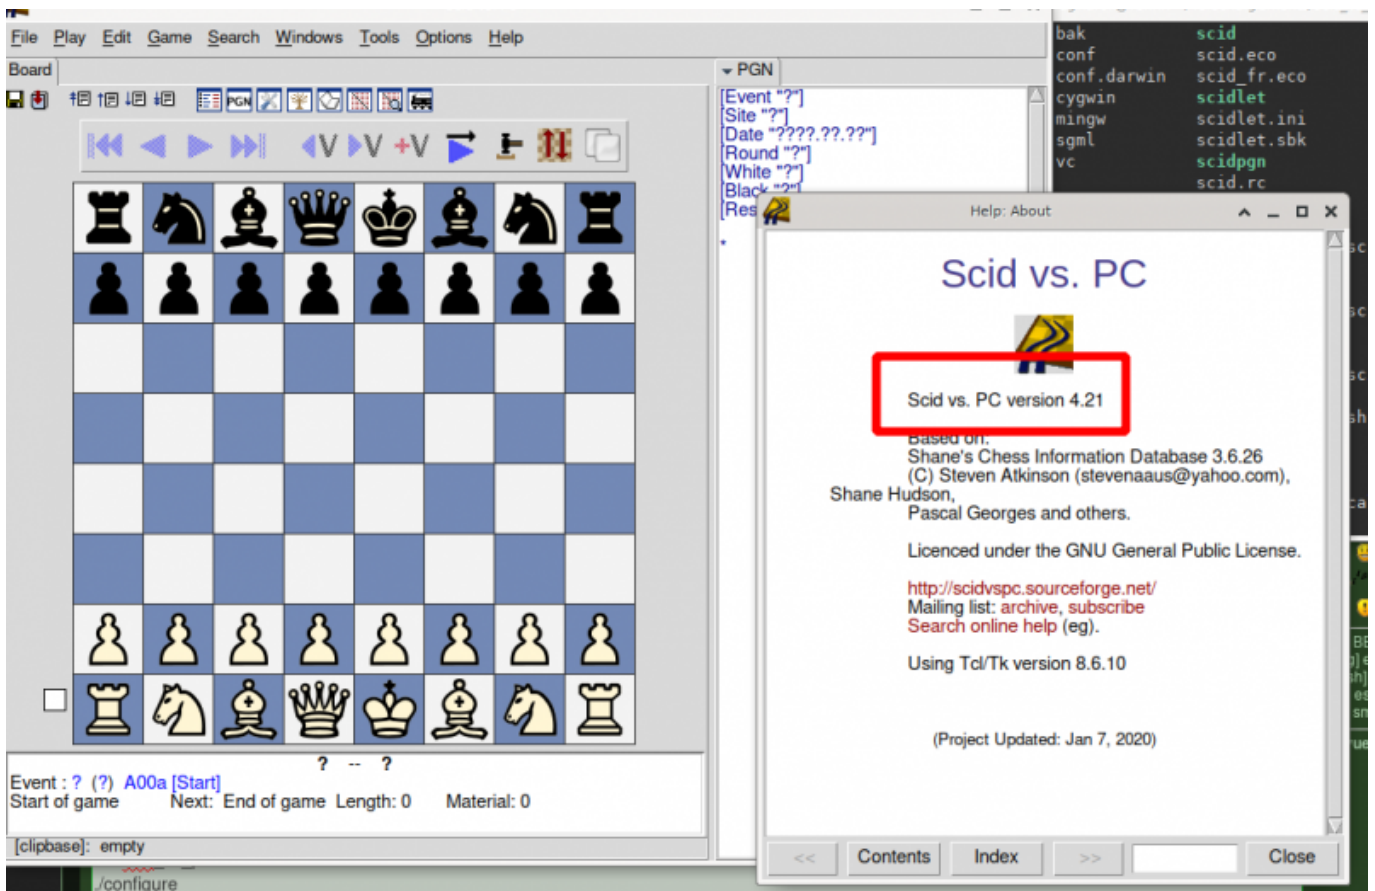 File Play Edit Game Search Windows Tools Options Help
Board
PGN
PGN
V V +V
[Event "?"]
[Site "?"]
[Date "????.??.??"]
[Round "?"]
[White "?"]
[Black "?"]
[Res
*
? -- ?
Event : ? (?) A00a [Start]
Start of game Next: End of game Length: 0 Material: 0
[clipbase]: empty
./configure
bak scid
conf scid.eco
conf.darwin scid_fr.eco
cygwin scidlet
mingw scidlet.ini
sgml scidlet.sbk
vc scidpgn
scid.rc
Help: About
Scid vs. PC
Scid vs. PC version 4.21
Based on:
Shane's Chess Information Database 3.6.26
(C) Steven Atkinson (stevenaaus@yahoo.com),
Shane Hudson,
Pascal Georges and others.
Licenced under the GNU General Public License.
http://scidvspc.sourceforge.net/
Mailing list: archive, subscribe
Search online help (eg).
Using Tcl/Tk version 8.6.10
(Project Updated: Jan 7, 2020)
<< Contents Index >> Close